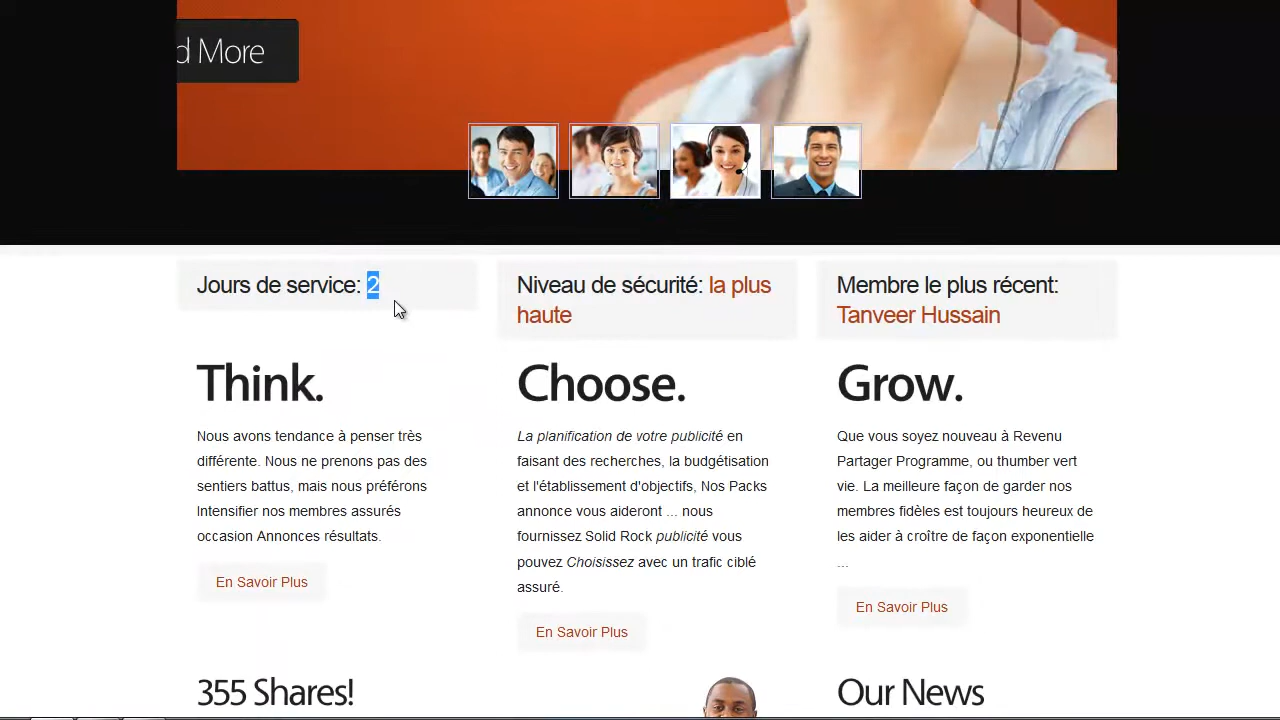 d More
Jours de service: 2
Niveau de sécurité: la plus
haute
Membre le plus récent:
Tanveer Hussain
Think.
Nous avons tendance à penser très
différente. Nous ne prenons pas des
sentiers battus, mais nous préférons
Intensifier nos membres assurés
occasion Annonces résultats.
En Savoir Plus
Choose.
La planification de votre publicité en
faisant des recherches, la budgétisation
et l'établissement d'objectifs, Nos Packs
annonce vous aideront ... nous
fournissez Solid Rock publicité vous
pouvez Choisissez avec un trafic ciblé
assuré.
En Savoir Plus
Grow.
Que vous soyez nouveau à Revenu
Partager Programme, ou thumber vert
vie. La meilleure façon de garder nos
membres fidèles est toujours heureux de
les aider à croître de façon exponentielle
...
En Savoir Plus
355 Shares!
Our News